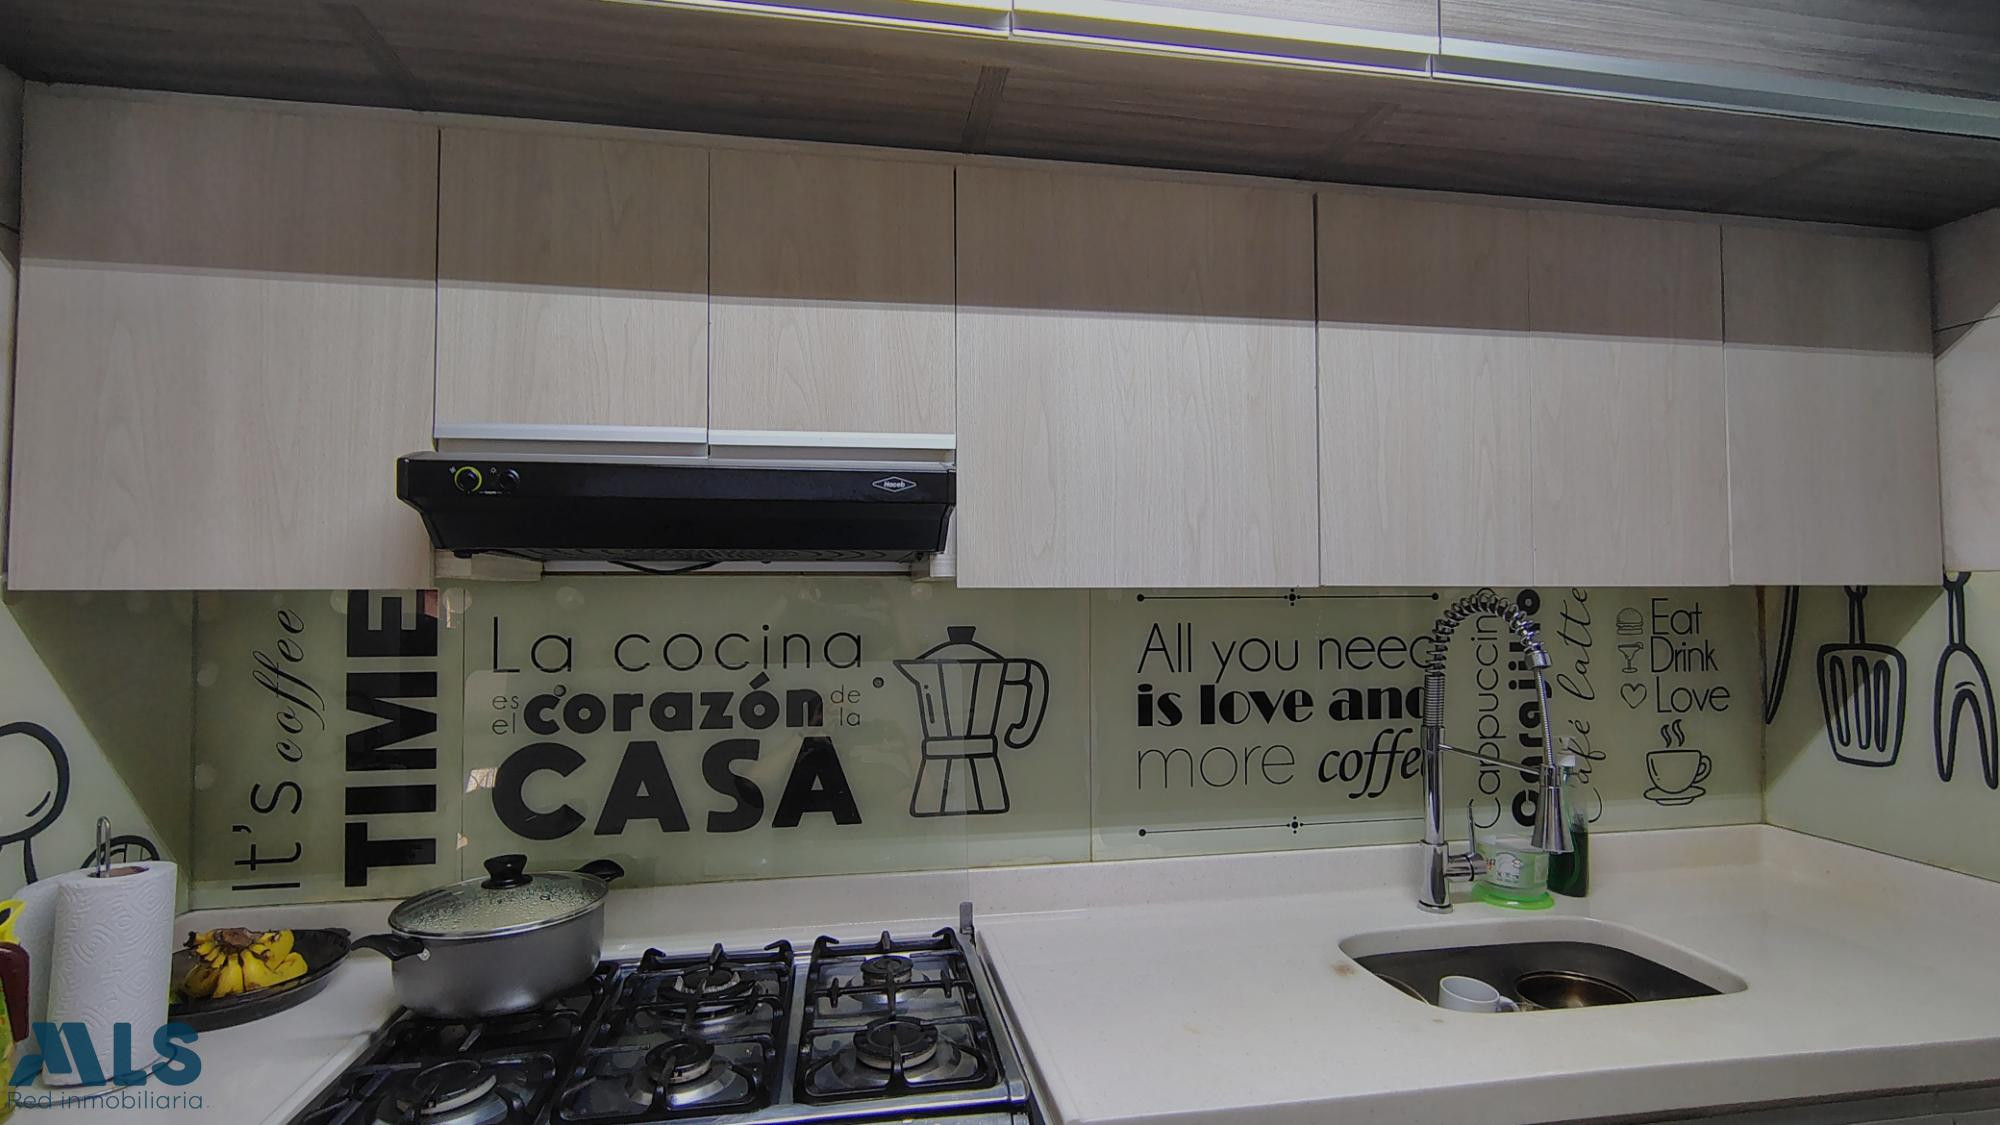 Haceb
It's coffee
TIME
La cocina
es el corazón de la
CASA
All you need
is love and
more coffee
Cappuccino
Carajillo
Café latte
Eat
Drink
Love
MLS
Red inmobiliaria